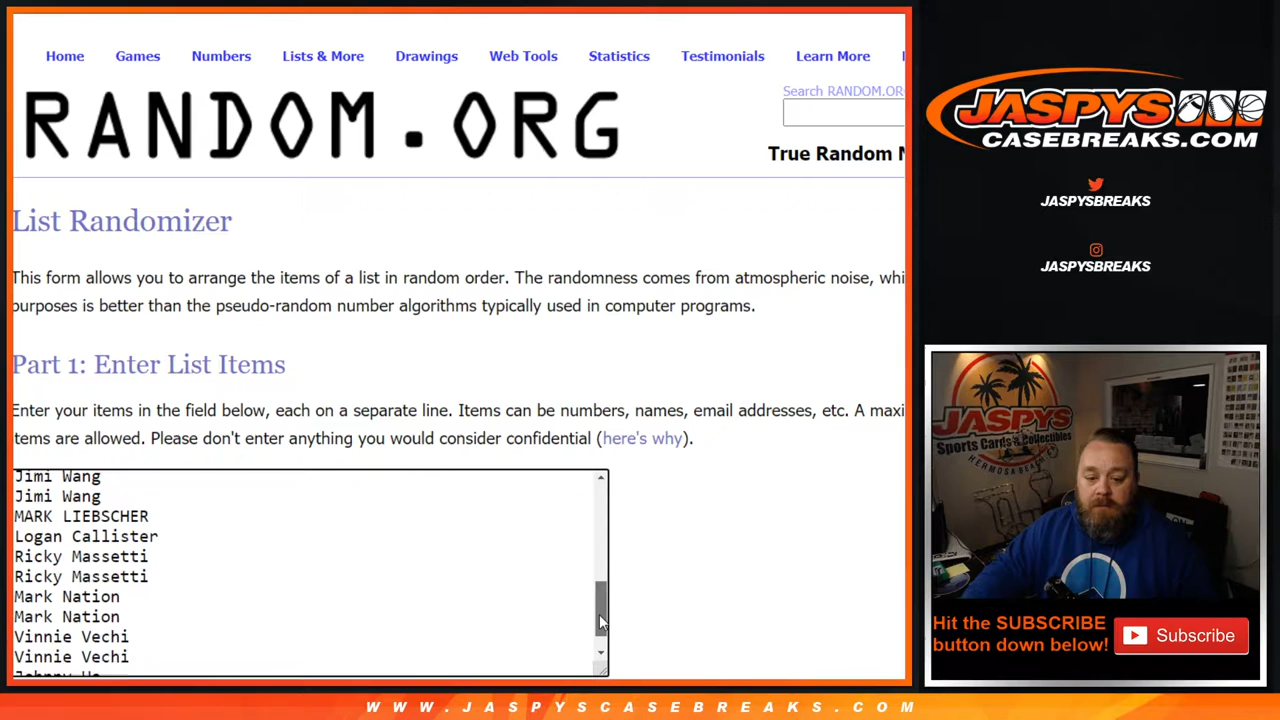 Home Games Numbers Lists & More Drawings Web Tools Statistics Testimonials Learn More
Search RANDOM.OR
RANDOM.ORG
True Random
List Randomizer
This form allows you to arrange the items of a list in random order. The randomness comes from atmospheric noise, whi
purposes is better than the pseudo-random number algorithms typically used in computer programs.
Part 1: Enter List Items
Enter your items in the field below, each on a separate line. Items can be numbers, names, email addresses, etc. A maxi
items are allowed. Please don't enter anything you would consider confidential (here's why).
Jimi Wang
Jimi Wang
MARK LIEBSCHER
Logan Callister
Ricky Massetti
Ricky Massetti
Mark Nation
Mark Nation
Vinnie Vechi
Vinnie Vechi
JASPYS
CASEBREAKS.COM
JASPYSBREAKS
JASPYSBREAKS
JASPYS
Sports Cards & Collectibles
HERMOSA BEACH
Hit the SUBSCRIBE
button down below!
Subscribe
WWW.JASPYSCASEBREAKS.COM